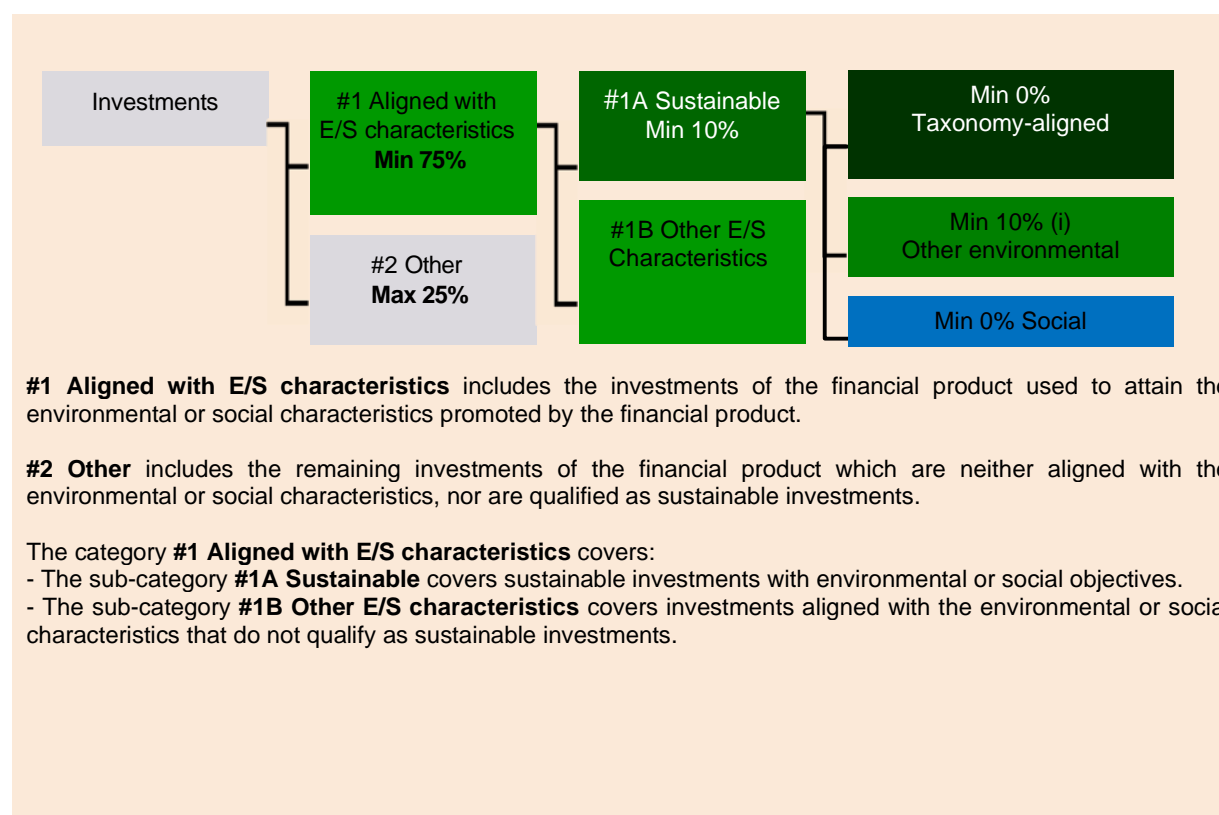 Investments
#1 Aligned with
E/S characteristics
Min 75%
#2 Other
Max 25%
#1A Sustainable
Min 10%
#1B Other E/S
Characteristics
Min 0%
Taxonomy-aligned
Min 10% (i)
Other environmental
Min 0% Social
#1 Aligned with E/S characteristics includes the investments of the financial product used to attain the
environmental or social characteristics promoted by the financial product.
#2 Other includes the remaining investments of the financial product which are neither aligned with the
environmental or social characteristics, nor are qualified as sustainable investments.
The category #1 Aligned with E/S characteristics covers:
- The sub-category #1A Sustainable covers sustainable investments with environmental or social objectives.
- The sub-category #1B Other E/S characteristics covers investments aligned with the environmental or social
characteristics that do not qualify as sustainable investments.